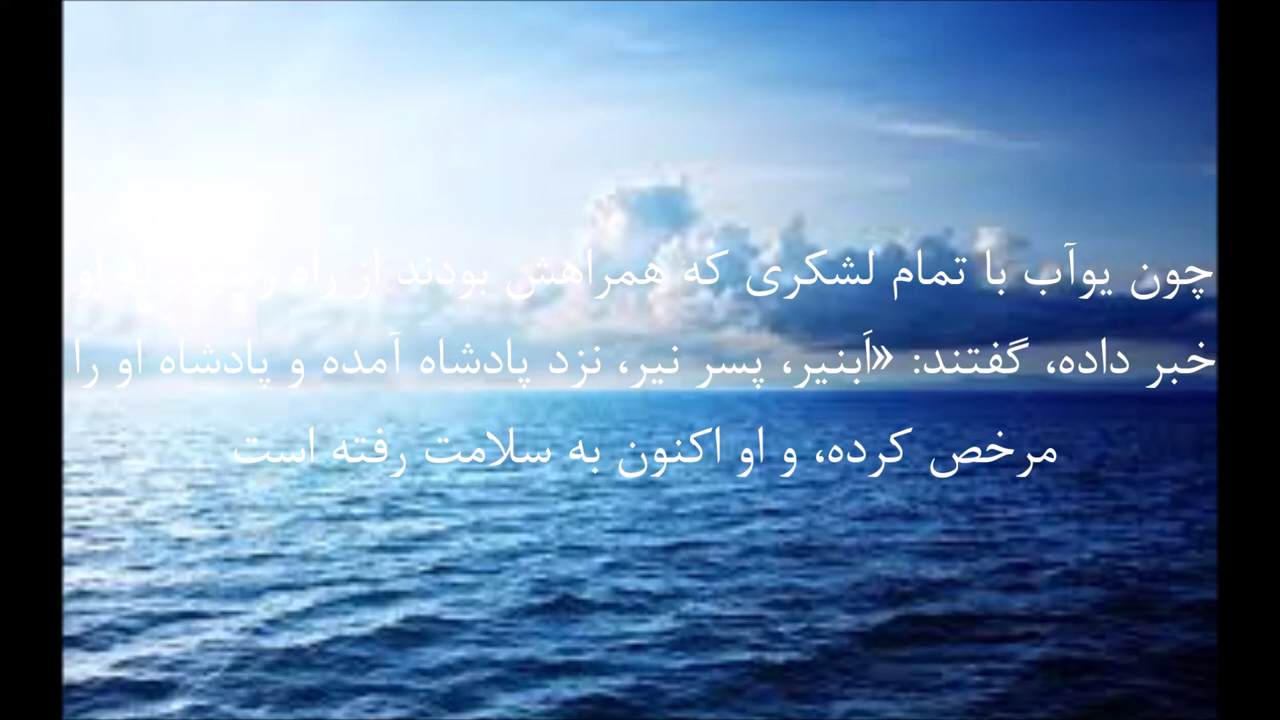 چون یوآب با تمام لشکری که همراهش بودند از راه او
خبر داده، گفتند: «اَبنیر، پسر نیر، نزد پادشاه آمده و پادشاه او را
مرخص کرده، و او اکنون به سلامت رفته است